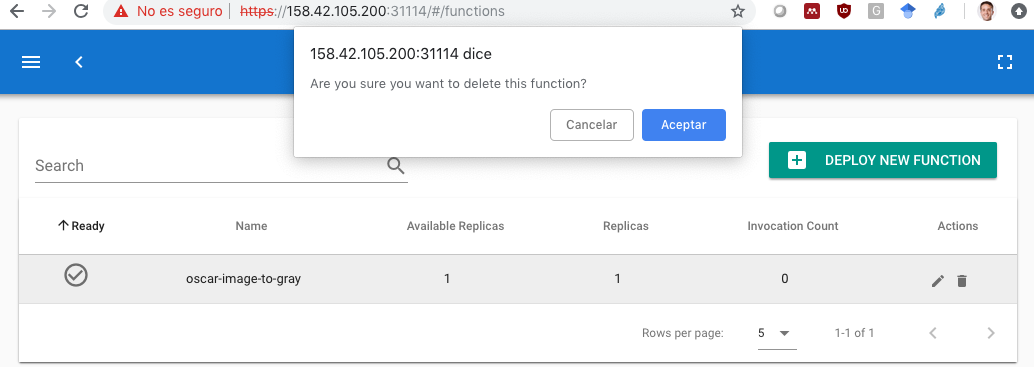 No es seguro | https://158.42.105.200:31114/#/functions
158.42.105.200:31114 dice
Are you sure you want to delete this function?
Cancelar Aceptar
Search
DEPLOY NEW FUNCTION
Ready Name Available Replicas Replicas Invocation Count Actions
oscar-image-to-gray 1 1 0
Rows per page: 5 1-1 of 1